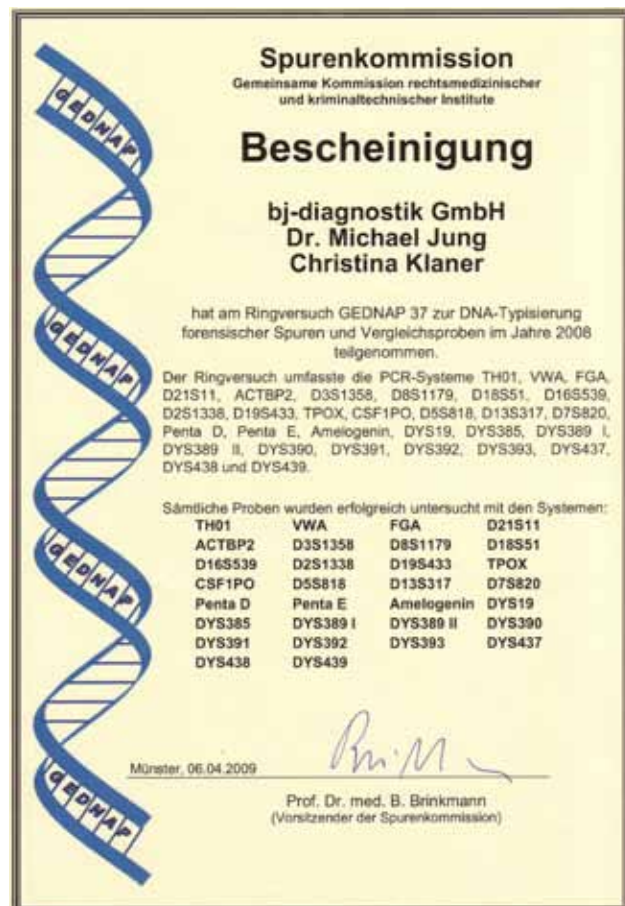 Spurenkommission
Gemeinsame Kommission rechtsmedizinischer
und kriminaltechnischer Institute
Bescheinigung
bj-diagnostik GmbH
Dr. Michael Jung
Christina Klaner
hat am Ringversuch GEDNAP 37 zur DNA-Typisierung
forensischer Spuren und Vergleichsproben im Jahre 2008
teilgenommen.
Der Ringversuch umfasste die PCR-Systeme TH01, VWA, FGA,
D21S11, ACTBP2, D3S1358, D8S1179, D18S51, D16S539,
D2S1338, D19S433, TPOX, CSF1PO, D5S818, D13S317, D7S820,
Penta D, Penta E, Amelogenin, DYS19, DYS385, DYS389 I,
DYS389 II, DYS390, DYS391, DYS392, DYS393, DYS437,
DYS438 und DYS439.
Sämtliche Proben wurden erfolgreich untersucht mit den Systemen:
TH01 VWA FGA D21S11
ACTBP2 D3S1358 D8S1179 D18S51
D16S539 D2S1338 D19S433 TPOX
CSF1PO D5S818 D13S317 D7S820
Penta D Penta E Amelogenin DYS19
DYS385 DYS389 I DYS389 II DYS390
DYS391 DYS392 DYS393 DYS437
DYS438 DYS439
Münster, 06.04.2009
Prof. Dr. med. B. Brinkmann
(Vorsitzender der Spurenkommission)
GEDNAP
GEDNAP
GEDNAP
GEDNAP